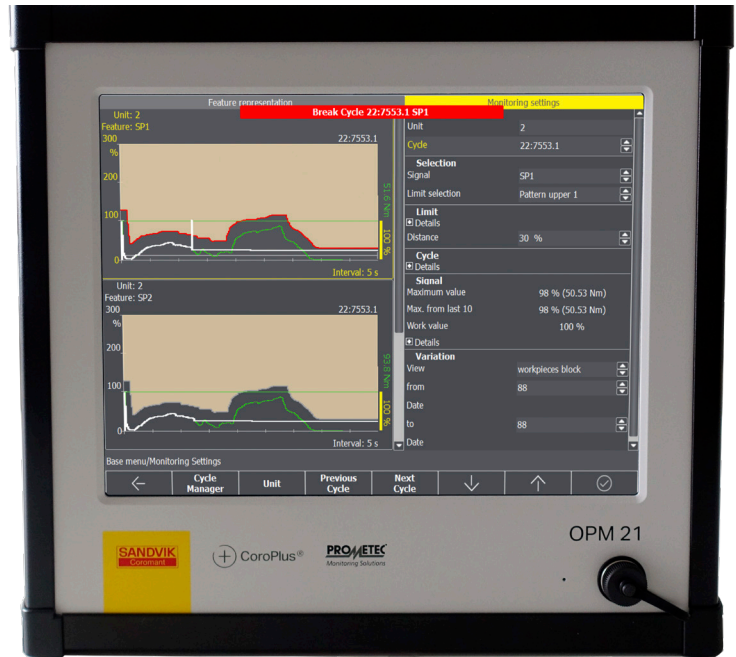 Feature representation
Monitoring settings
Break Cycle 22:7553.1 SP1
Unit: 2
Feature: SP1
300
22:7553.1
%
200
100
0
51.6 Nm
100 %
Interval: 5 s
Unit: 2
Feature: SP2
300
22:7553.1
%
200
100
0
93.8 Nm
100 %
Interval: 5 s
Unit 2
Cycle 22:7553.1
Selection
Signal SP1
Limit selection Pattern upper 1
Limit
Details
Distance 30 %
Cycle
Details
Signal
Maximum value 98 % (50.53 Nm)
Max. from last 10 98 % (50.53 Nm)
Work value 100 %
Details
Variation
View workpieces block
from 88
Date
to 88
Date
Base menu/Monitoring Settings
Cycle Manager
Unit
Previous Cycle
Next Cycle
OPM 21
SANDVIK
Coromant
CoroPlus®
PROMETEC
Monitoring Solutions